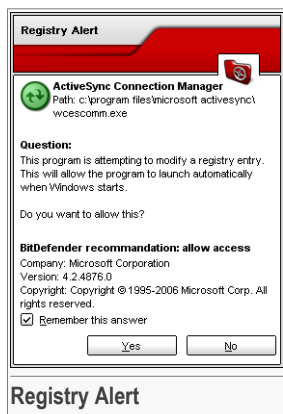 Registry Alert
ActiveSync Connection Manager
Path: c:\program files\microsoft activesync\
wcescomm.exe
Question:
This program is attempting to modify a registry entry.
This will allow the program to launch automatically
when Windows starts.
Do you want to allow this?
BitDefender recommandation: allow access
Company: Microsoft Corporation
Version: 4.2.4876.0
Copyright: Copyright © 1995-2006 Microsoft Corp. All
rights reserved.
Remember this answer
Yes No
Registry Alert